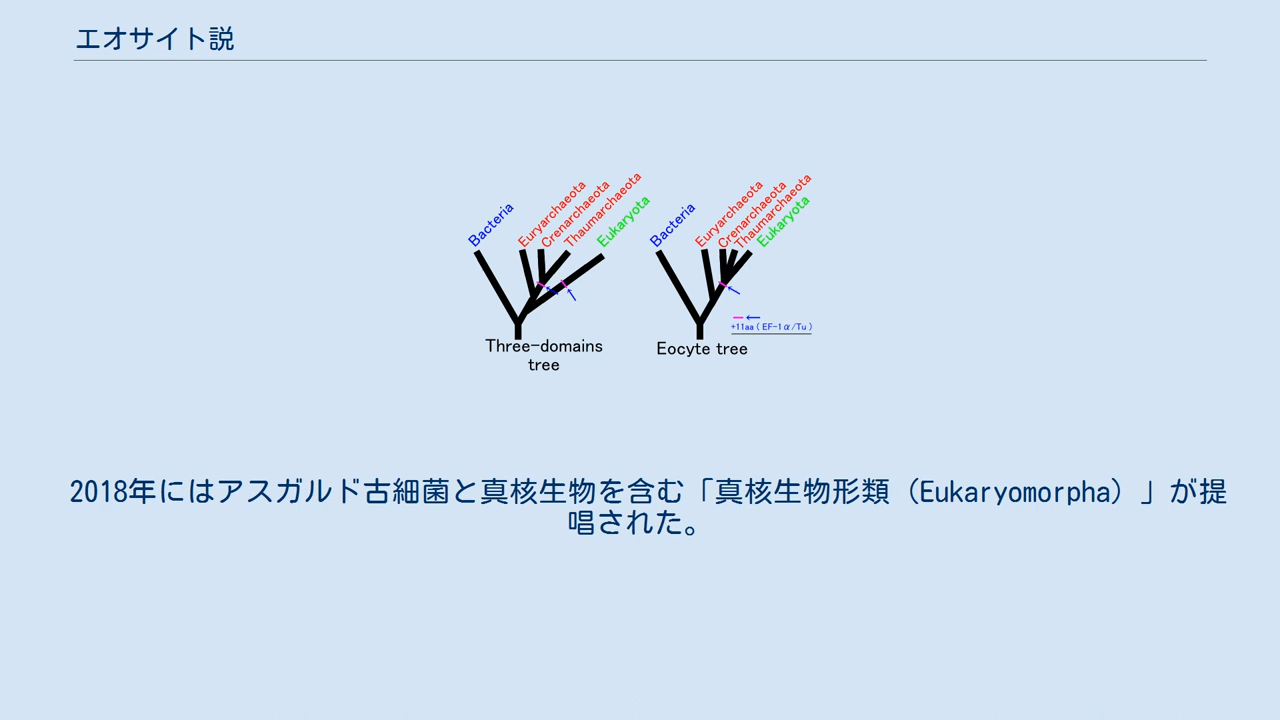 エオサイト説
Bacteria
Euryarchaeota
Crenarchaeota
Thaumarchaeota
Eukaryota
Three-domains
tree
Bacteria
Euryarchaeota
Crenarchaeota
Thaumarchaeota
Eukaryota
+11aa ( EF-1α/Tu )
Eocyte tree
2018年にはアスガルド古細菌と真核生物を含む「真核生物形類（Eukaryomorpha）」が提
唱された。